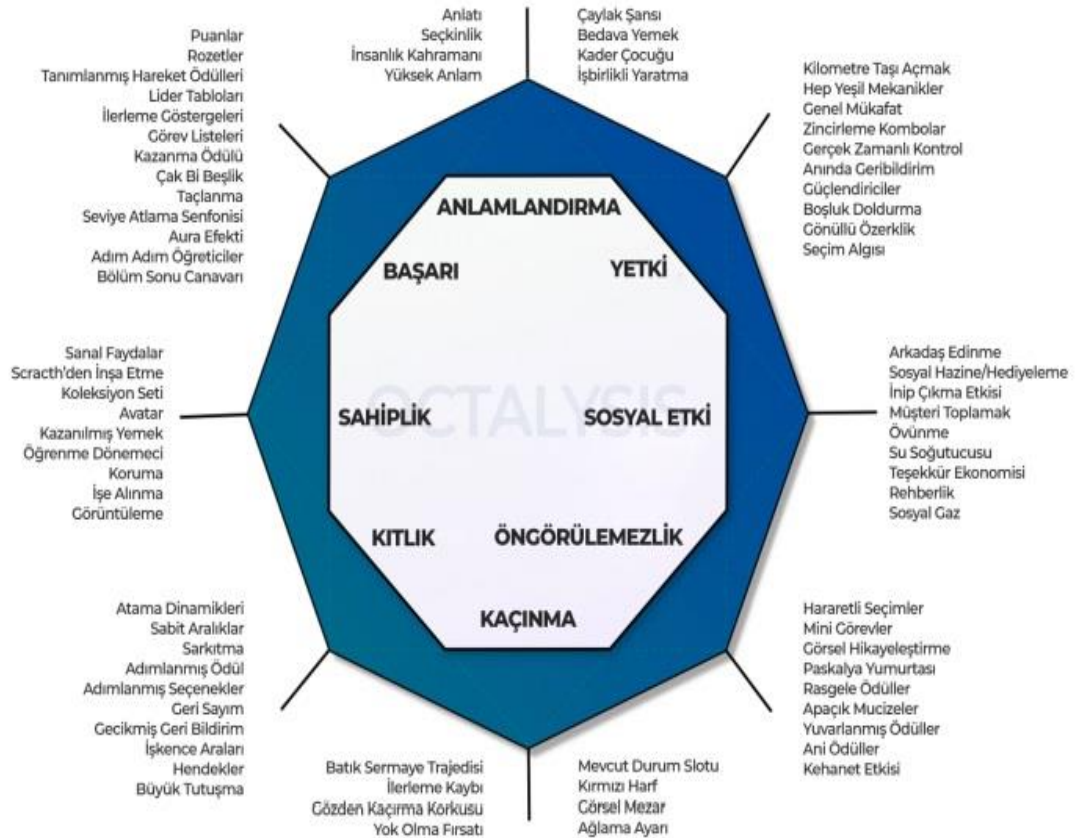 Anlatı
Seçkinlik
İnsanlık Kahramanı
Yüksek Anlam
Çaylak Şansı
Bedava Yemek
Kader Çocuğu
İşbirlikli Yaratma
Puanlar
Rozetler
Tanımlanmış Hareket Ödülleri
Lider Tabloları
İlerleme Göstergeleri
Görev Listeleri
Kazanma Ödülü
Çak Bi Beşlik
Taçlanma
Seviye Atlama Senfonisi
Aura Efekti
Adım Adım Öğreticiler
Bölüm Sonu Canavarı
Kilometre Taşı Açmak
Hep Yeşil Mekanikler
Genel Mükafat
Zincirleme Kombolar
Gerçek Zamanlı Kontrol
Anında Geribildirim
Güçlendiriciler
Boşluk Doldurma
Gönüllü Özerklik
Seçim Algısı
ANLAMLANDIRMA
BAŞARI
YETKİ
OCTALYSIS
SAHİPLİK
SOSYAL ETKİ
KITLIK
ÖNGÖRÜLEMEZLİK
KAÇINMA
Sanal Faydalar
Scracth'den İnşa Etme
Koleksiyon Seti
Avatar
Kazanılmış Yemek
Öğrenme Dönemeci
Koruma
İşe Alınma
Görüntüleme
Arkadaş Edinme
Sosyal Hazine/Hediyeleme
İnip Çıkma Etkisi
Müşteri Toplamak
Övünme
Su Soğutucusu
Teşekkür Ekonomisi
Rehberlik
Sosyal Gaz
Atama Dinamikleri
Sabit Aralıklar
Sarkıtma
Adımlanmış Ödül
Adımlanmış Seçenekler
Geri Sayım
Gecikmiş Geri Bildirim
İşkence Araları
Hendekler
Büyük Tutuşma
Hararetli Seçimler
Mini Görevler
Görsel Hikayeleştirme
Paskalya Yumurtası
Rasgele Ödüller
Apaçık Mucizeler
Yuvarlanmış Ödüller
Ani Ödüller
Kehanet Etkisi
Batık Sermaye Trajedisi
İlerleme Kaybı
Gözden Kaçırma Korkusu
Yok Olma Fırsatı
Mevcut Durum Slotu
Kırmızı Harf
Görsel Mezar
Ağlama Ayarı